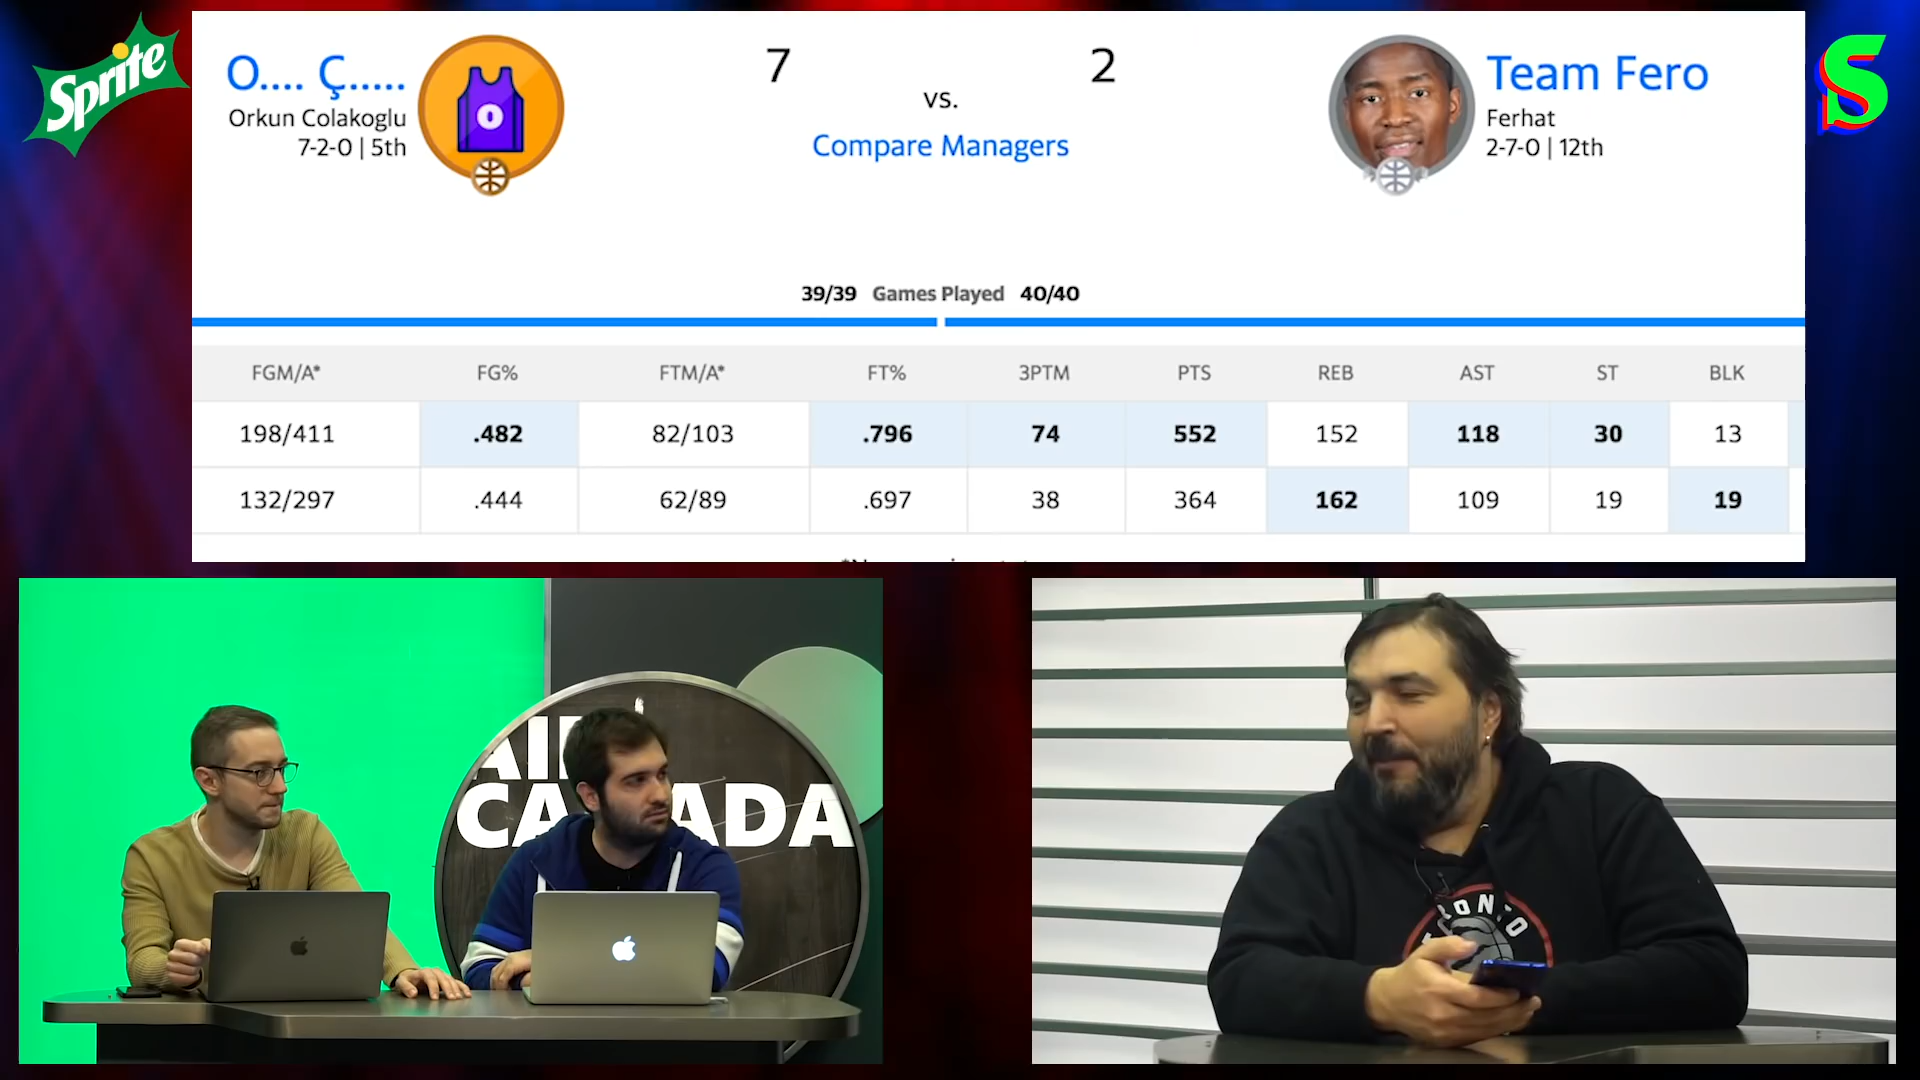 Sprite
O.... Ç.....
Orkun Colakoglu
7-2-0 | 5th
0
7
vs.
2
Compare Managers
Team Fero
Ferhat
2-7-0 | 12th
S
39/39 Games Played 40/40
FGM/A* FG% FTM/A* FT% 3PTM PTS REB AST ST BLK
198/411 .482 82/103 .796 74 552 152 118 30 13
132/297 .444 62/89 .697 38 364 162 109 19 19